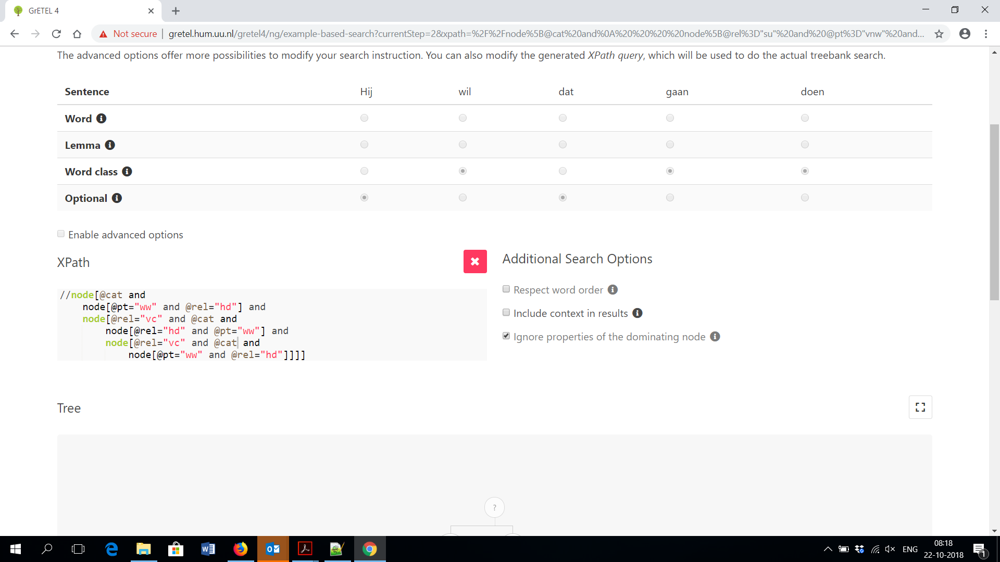 GrETEL 4
Not secure | gretel.hum.uu.nl/gretel4/ng/example-based-search?currentStep=2&xpath=%2F%2Fnode%5B@cat%20and%0A%20%20%20%20node%5B@rel%3D"su"%20and%20@pt%3D"vnw"%20and...
The advanced options offer more possibilities to modify your search instruction. You can also modify the generated XPath query, which will be used to do the actual treebank search.
Sentence Hij wil dat gaan doen
Word
Lemma
Word class
Optional
Enable advanced options
XPath
//node[@cat and
    node[@pt="ww" and @rel="hd"] and
    node[@rel="vc" and @cat and
        node[@rel="hd" and @pt="ww"] and
        node[@rel="vc" and @cat and
            node[@pt="ww" and @rel="hd"]]]]
Additional Search Options
Respect word order
Include context in results
Ignore properties of the dominating node
Tree
?
ENG
08:18
22-10-2018
1